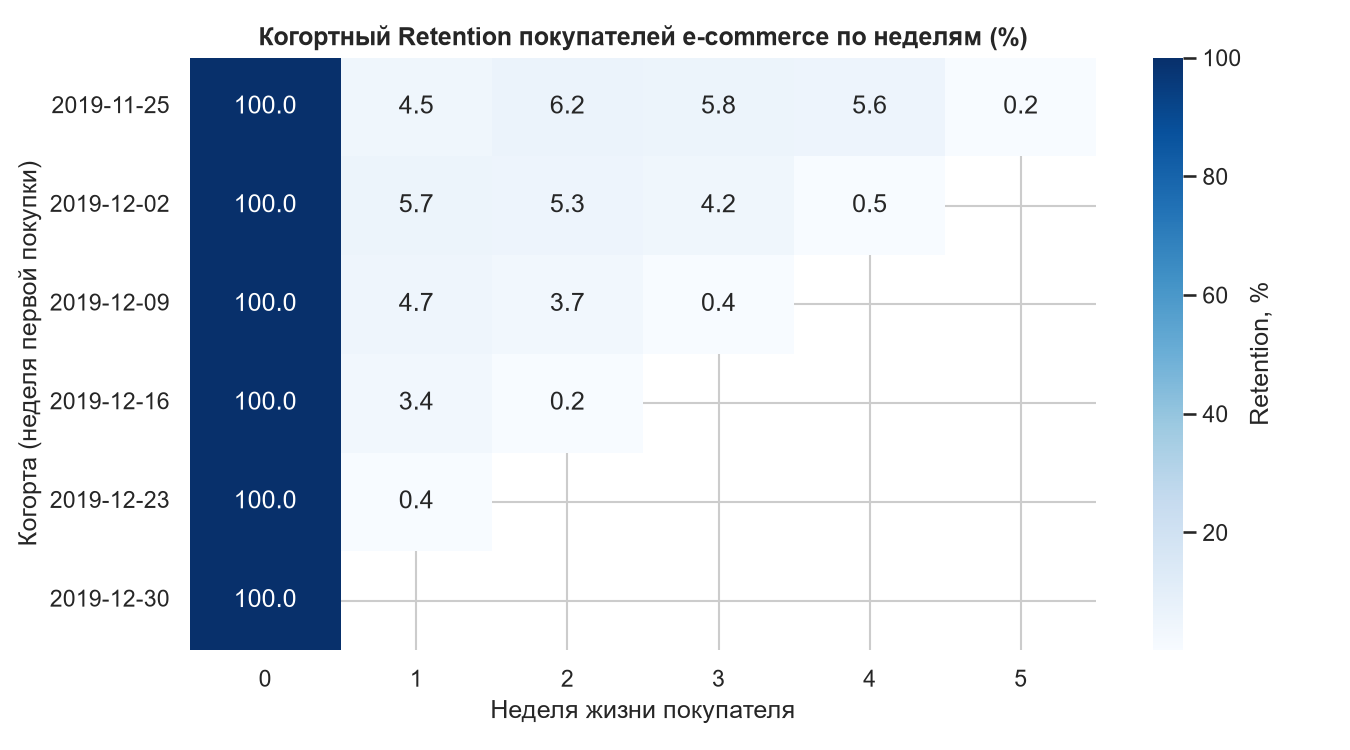 Когортный Retention покупателей e-commerce по неделям (%)
Когорта (неделя первой покупки)
2019-11-25 100.0 4.5 6.2 5.8 5.6 0.2
2019-12-02 100.0 5.7 5.3 4.2 0.5
2019-12-09 100.0 4.7 3.7 0.4
2019-12-16 100.0 3.4 0.2
2019-12-23 100.0 0.4
2019-12-30 100.0
0 1 2 3 4 5
Неделя жизни покупателя
100
80
60
40
20
Retention, %